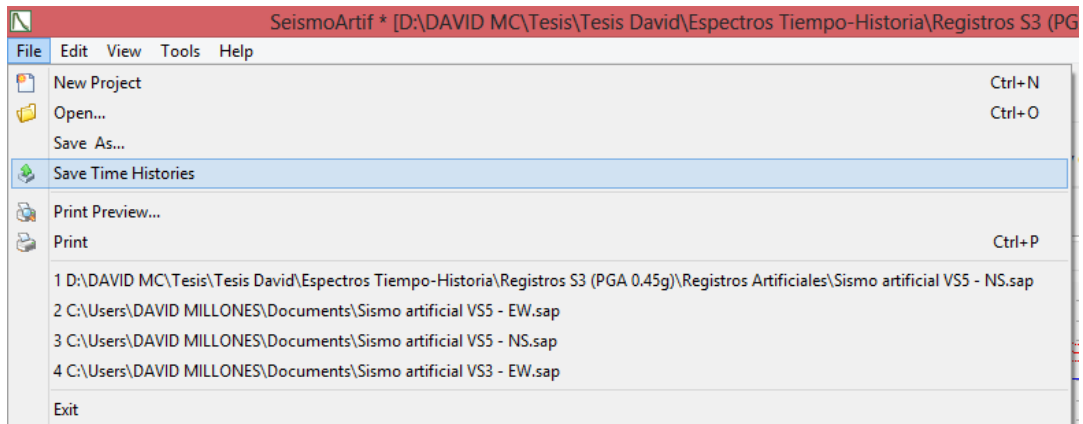 SeismoArtif * [D:\DAVID MC\Tesis\Tesis David\Espectros Tiempo-Historia\Registros S3 (PG
File Edit View Tools Help
New Project Ctrl+N
Open... Ctrl+O
Save As...
Save Time Histories
Print Preview...
Print Ctrl+P
1 D:\DAVID MC\Tesis\Tesis David\Espectros Tiempo-Historia\Registros S3 (PGA 0.45g)\Registros Artificiales\Sismo artificial VS5 - NS.sap
2 C:\Users\DAVID MILLONES\Documents\Sismo artificial VS5 - EW.sap
3 C:\Users\DAVID MILLONES\Documents\Sismo artificial VS5 - NS.sap
4 C:\Users\DAVID MILLONES\Documents\Sismo artificial VS3 - EW.sap
Exit